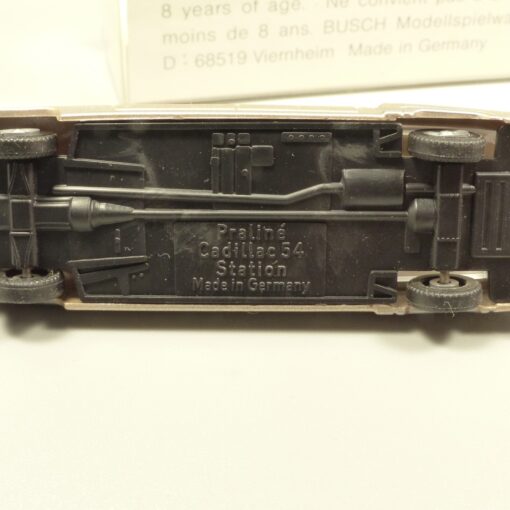 8 years of age. · Ne convient pas à
moins de 8 ans. BUSCH Modellspielwa
D - 68519 Viernheim Made in Germany
Praliné
Cadillac 54
Station
Made in Germany